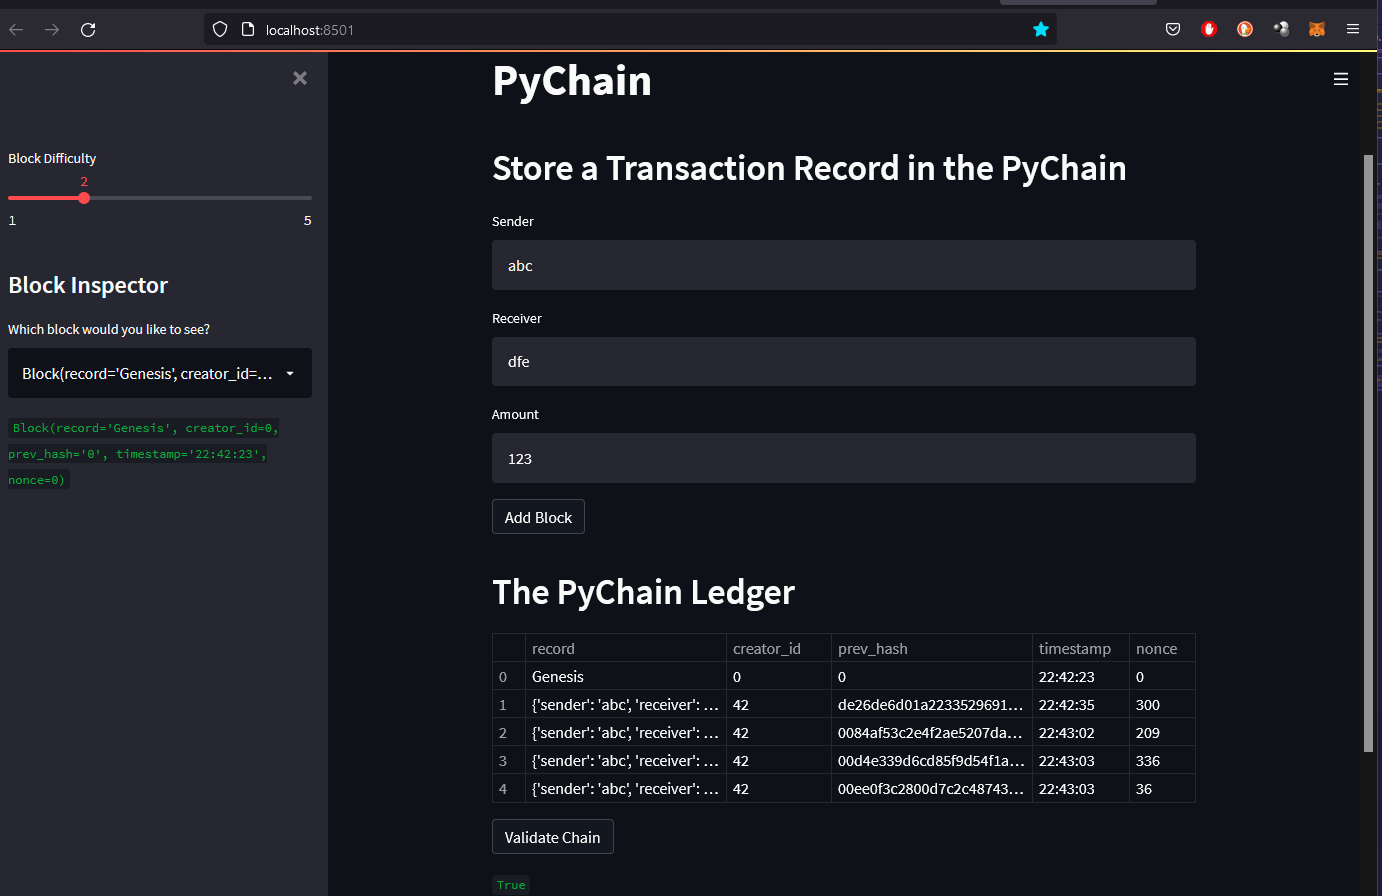 localhost:8501
Block Difficulty
2
1 5
Block Inspector
Which block would you like to see?
Block(record='Genesis', creator_id=...
Block(record='Genesis', creator_id=0,
prev_hash='0', timestamp='22:42:23',
nonce=0)
PyChain
Store a Transaction Record in the PyChain
Sender
abc
Receiver
dfe
Amount
123
Add Block
The PyChain Ledger
record creator_id prev_hash timestamp nonce
0 Genesis 0 0 22:42:23 0
1 {'sender': 'abc', 'receiver': ... 42 de26de6d01a2233529691... 22:42:35 300
2 {'sender': 'abc', 'receiver': ... 42 0084af53c2e4f2ae5207da... 22:43:02 209
3 {'sender': 'abc', 'receiver': ... 42 00d4e339d6cd85f9d54f1a... 22:43:03 336
4 {'sender': 'abc', 'receiver': ... 42 00ee0f3c2800d7c2c48743... 22:43:03 36
Validate Chain
True